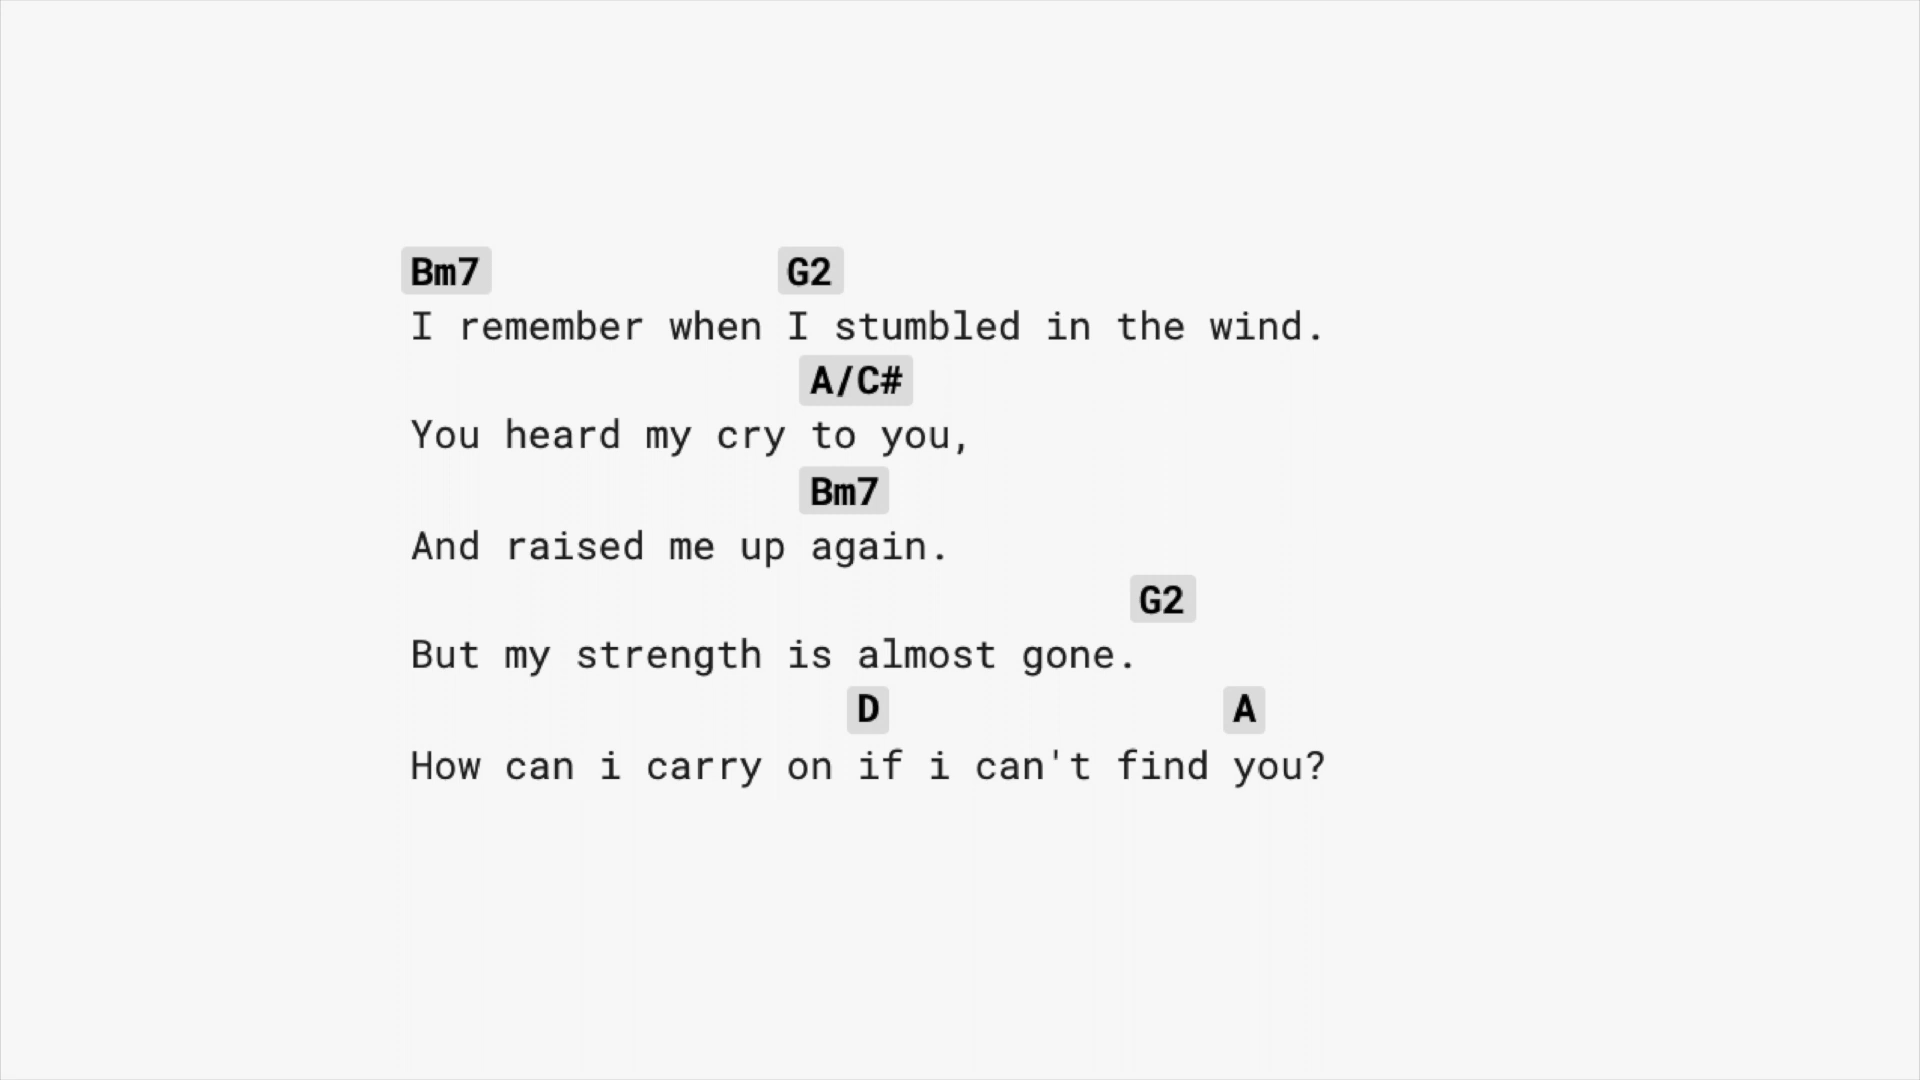 Bm7 G2
I remember when I stumbled in the wind.
A/C#
You heard my cry to you,
Bm7
And raised me up again.
G2
But my strength is almost gone.
D A
How can i carry on if i can't find you?